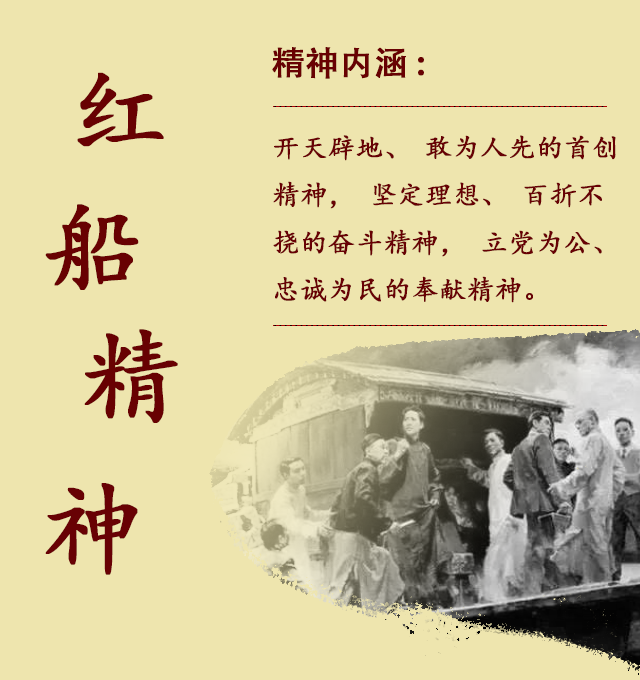 红船精神
精神内涵：
开天辟地、 敢为人先的首创
精神， 坚定理想、 百折不
挠的奋斗精神， 立党为公、
忠诚为民的奉献精神。